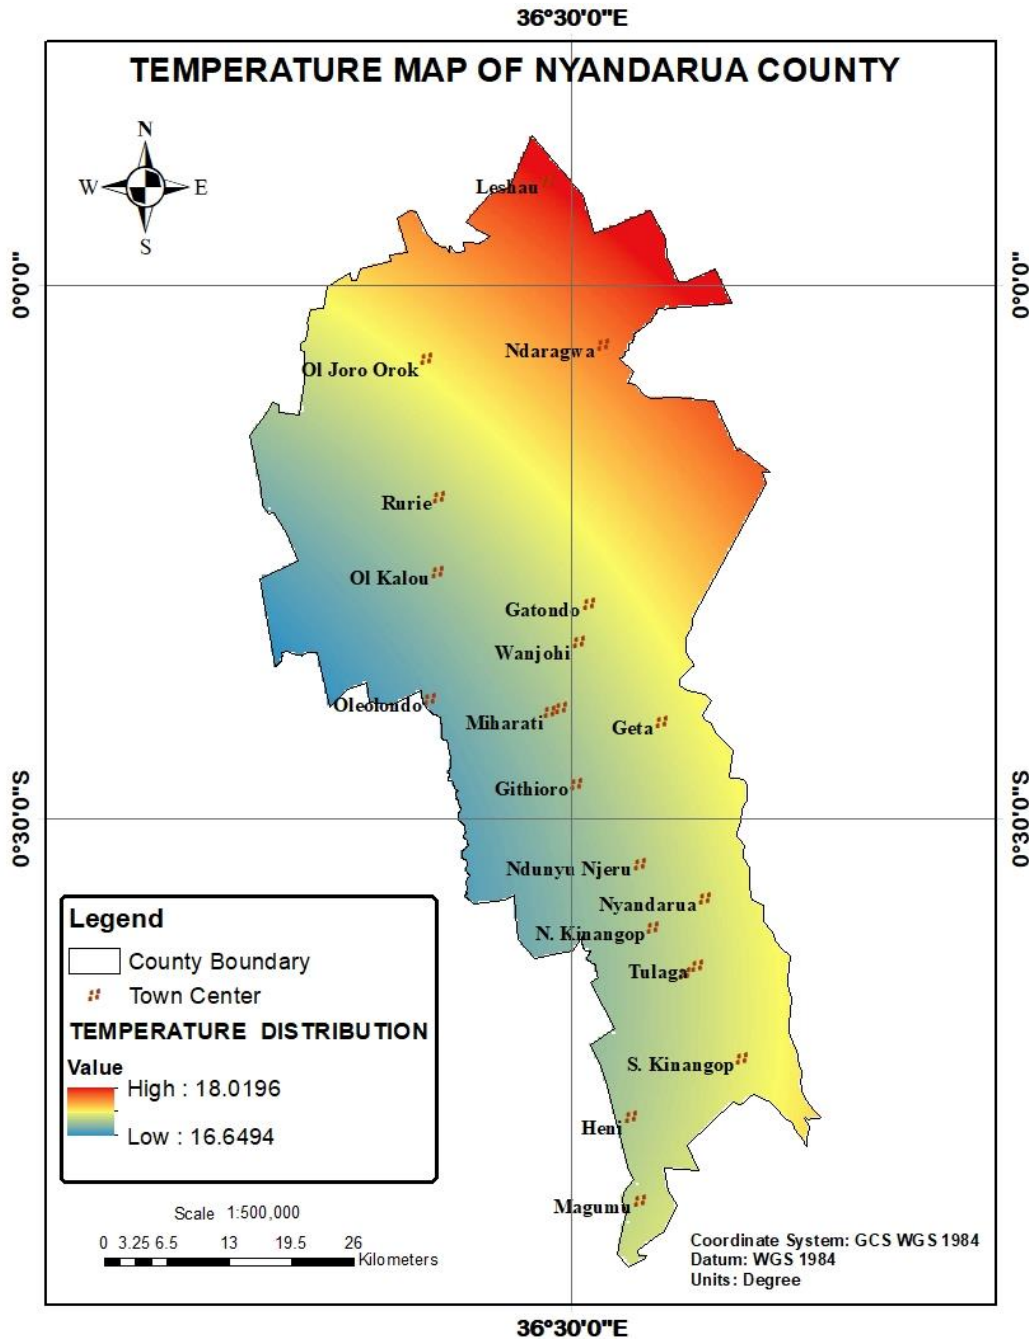 36°30'0"E
TEMPERATURE MAP OF NYANDARUA COUNTY
N
W
E
S
Leshau
0°0'0"
0°0'0"
Ndaragwa
Ol Joro Orok
Rurie
Ol Kalou
Gatondo
Wanjohi
Oleolondo
Miharati
Geta
Githioro
0°30'0"S
0°30'0"S
Ndunyu Njeru
Nyandarua
N. Kinangop
Tulaga
S. Kinangop
Heni
Magumu
Legend
County Boundary
Town Center
TEMPERATURE DISTRIBUTION
Value
High : 18.0196
Low : 16.6494
Scale 1:500,000
0 3.25 6.5 13 19.5 26
Kilometers
Coordinate System: GCS WGS 1984
Datum: WGS 1984
Units: Degree
36°30'0"E